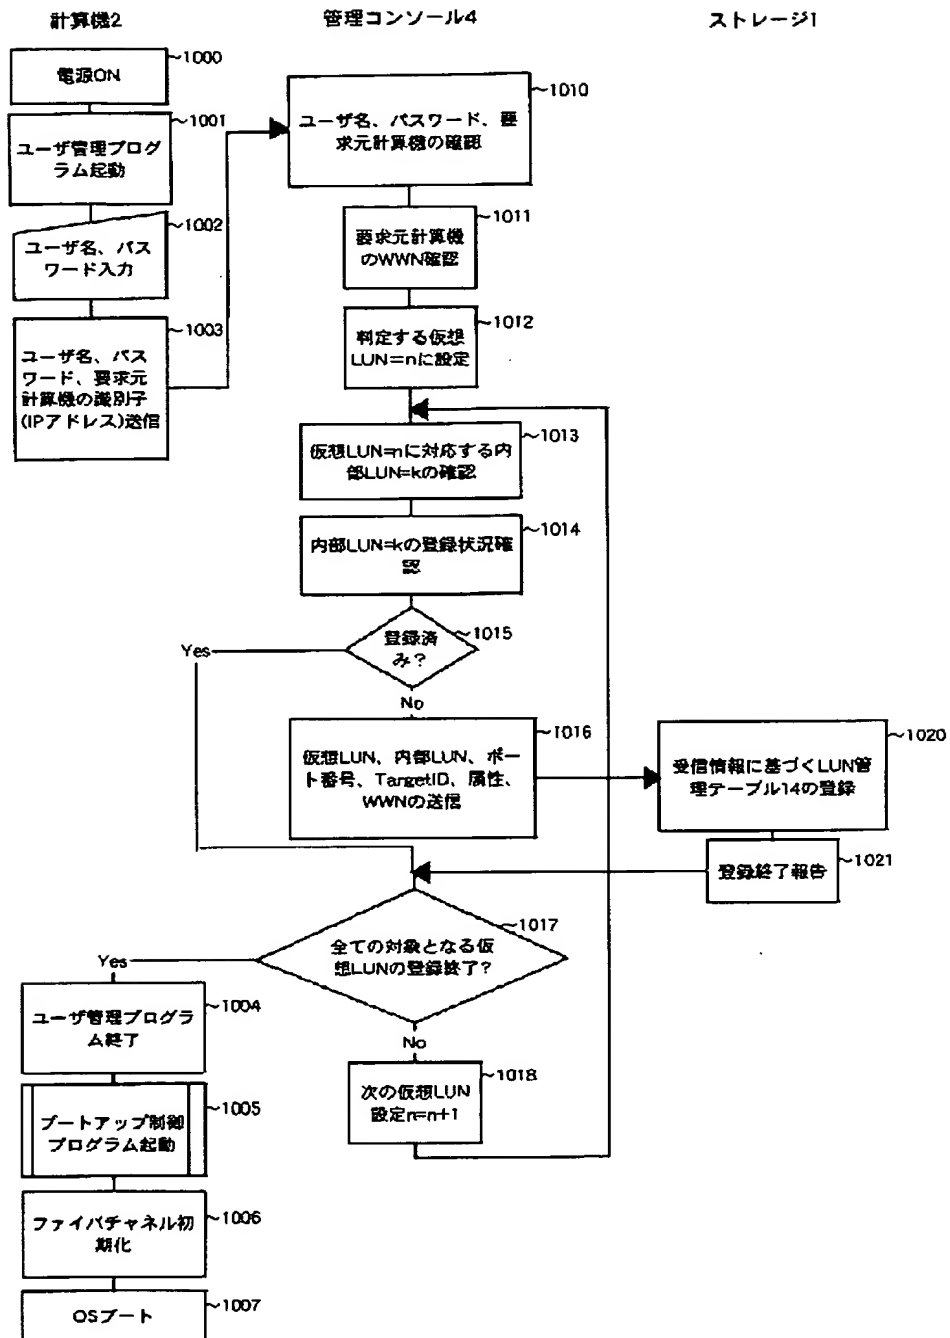 計算機2
管理コンソール4
ストレージ1
電源ON
1000
ユーザ管理プログ
ラム起動
1001
ユーザ名、パス
ワード入力
1002
ユーザ名、パス
ワード、要求元
計算機の識別子
(IPアドレス)送信
1003
ユーザ名、パスワード、要
求元計算機の確認
1010
要求元計算機
のWWN確認
1011
判定する仮想
LUN=nに設定
1012
仮想LUN=nに対応する内
部LUN=kの確認
1013
内部LUN=kの登録状況確
認
1014
登録済
み?
1015
Yes
No
仮想LUN、内部LUN、ポー
ト番号、TargetID、属性、
WWNの送信
1016
受信情報に基づくLUN管
理テーブル14の登録
1020
登録終了報告
1021
全ての対象となる仮
想LUNの登録終了?
1017
Yes
No
次の仮想LUN
設定n=n+1
1018
ユーザ管理プログラ
ム終了
1004
ブートアップ制御
プログラム起動
1005
ファイバチャネル初
期化
1006
OSブート
1007